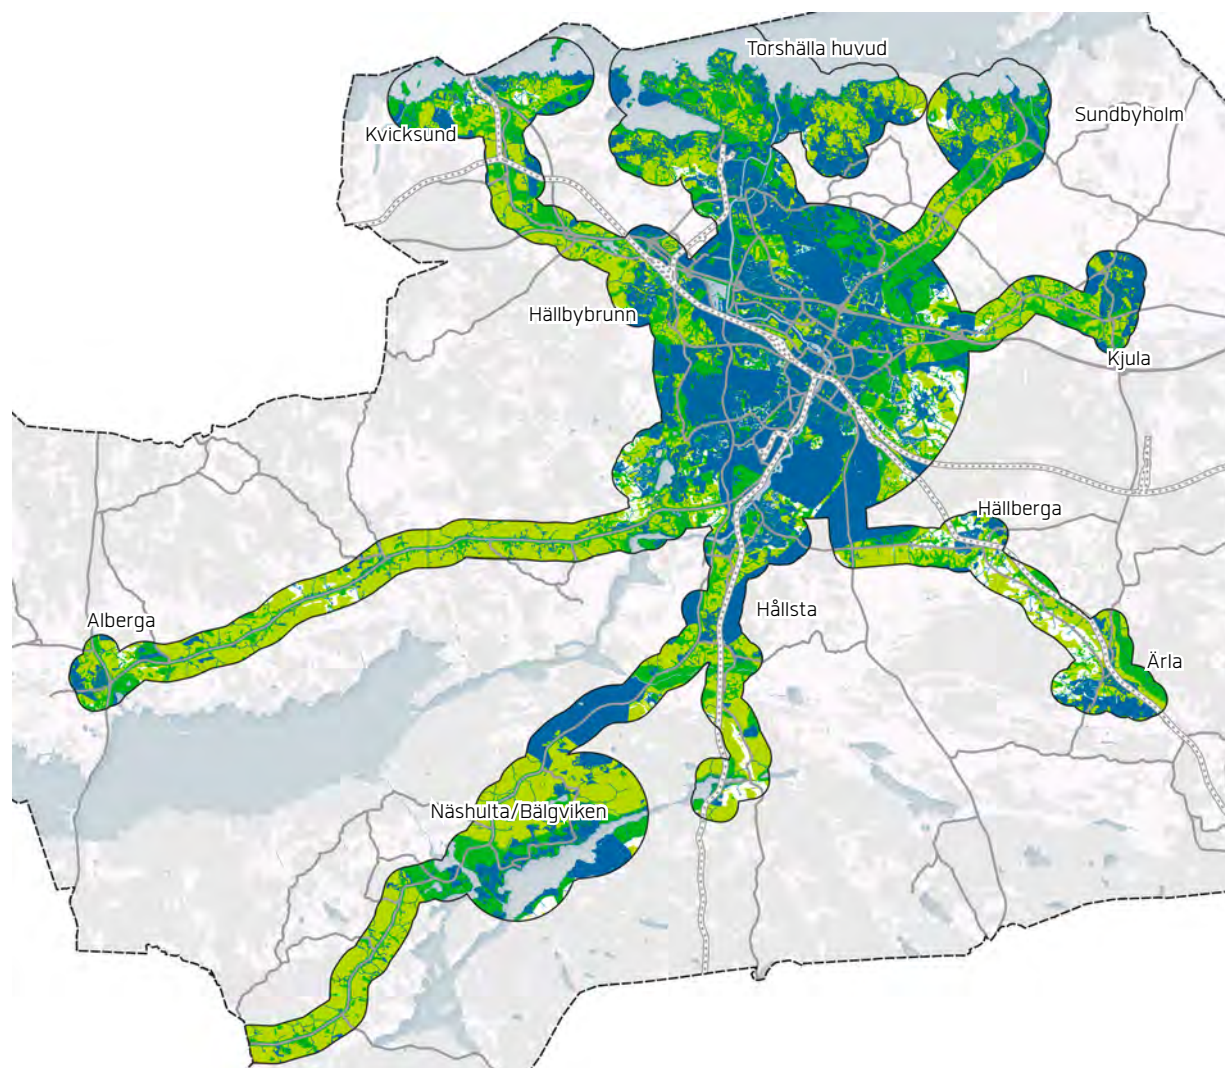 Torshälla huvud
Sundbyholm
Kvicksund
Hällbybrunn
Kjula
Hällberga
Hållsta
Alberga
Ärla
Näshulta/Bälgviken